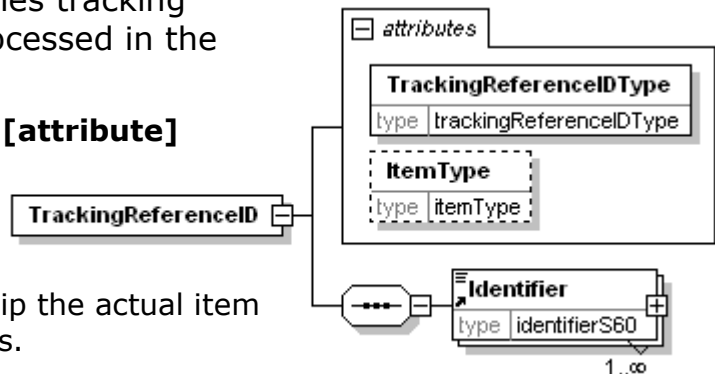 es tracking
ocessed in the
[attribute]
ip the actual item
s.
attributes
TrackingReferenceIDType
type trackingReferenceIDType
ItemType
type itemType
TrackingReferenceID
Identifier
type identifierS60
1..∞